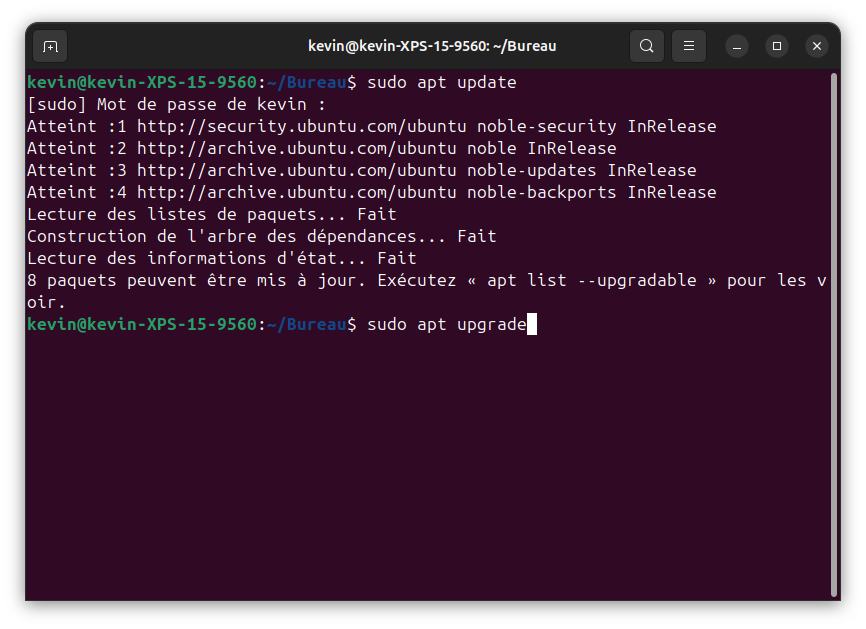 kevin@kevin-XPS-15-9560: ~/Bureau
kevin@kevin-XPS-15-9560:~/Bureau$ sudo apt update
[sudo] Mot de passe de kevin :
Atteint :1 http://security.ubuntu.com/ubuntu noble-security InRelease
Atteint :2 http://archive.ubuntu.com/ubuntu noble InRelease
Atteint :3 http://archive.ubuntu.com/ubuntu noble-updates InRelease
Atteint :4 http://archive.ubuntu.com/ubuntu noble-backports InRelease
Lecture des listes de paquets... Fait
Construction de l'arbre des dépendances... Fait
Lecture des informations d'état... Fait
8 paquets peuvent être mis à jour. Exécutez « apt list --upgradable » pour les v
oir.
kevin@kevin-XPS-15-9560:~/Bureau$ sudo apt upgrade